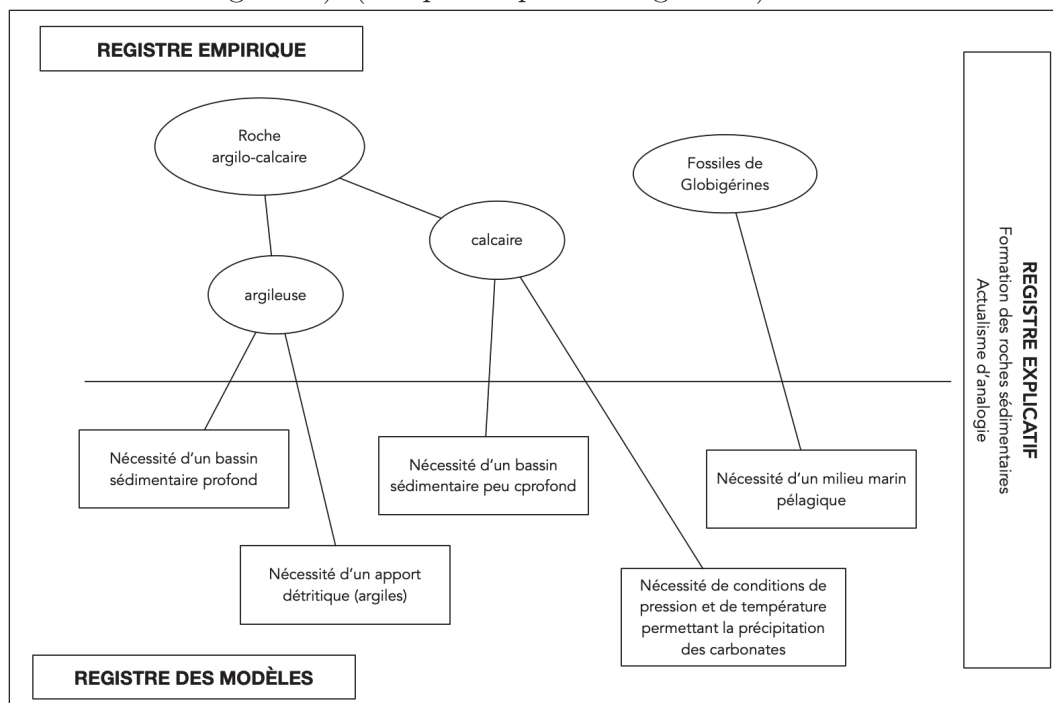 REGISTRE EMPIRIQUE
Roche
argilo-calcaire
Fossiles de
Globigérines
calcaire
argileuse
Nécessité d'un bassin
sédimentaire profond
Nécessité d'un bassin
sédimentaire peu cprofond
Nécessité d'un milieu marin
pélagique
Nécessité d'un apport
détritique (argiles)
Nécessité de conditions de
pression et de température
permettant la précipitation
des carbonates
REGISTRE DES MODÈLES
REGISTRE EXPLICATIF
Formation des roches sédimentaires
Actualisme d'analogie